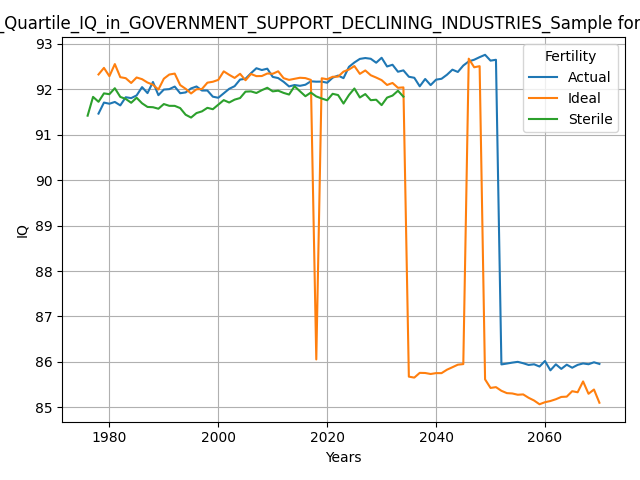 _Quartile_IQ_in_GOVERNMENT_SUPPORT_DECLINING_INDUSTRIES_Sample for
93
92
91
90
89
88
87
86
85
IQ
Fertility
Actual
Ideal
Sterile
1980
2000
2020
2040
2060
Years